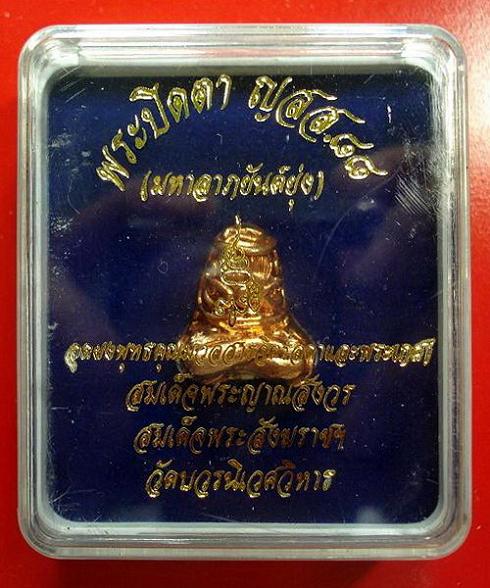 พระปิดตา ญสส.๘๙
(มหาลาภยันต์ยุ่ง)
สมเด็จพระญาณสังวร
สมเด็จพระสังฆราชฯ
วัดบวรนิเวศวิหาร